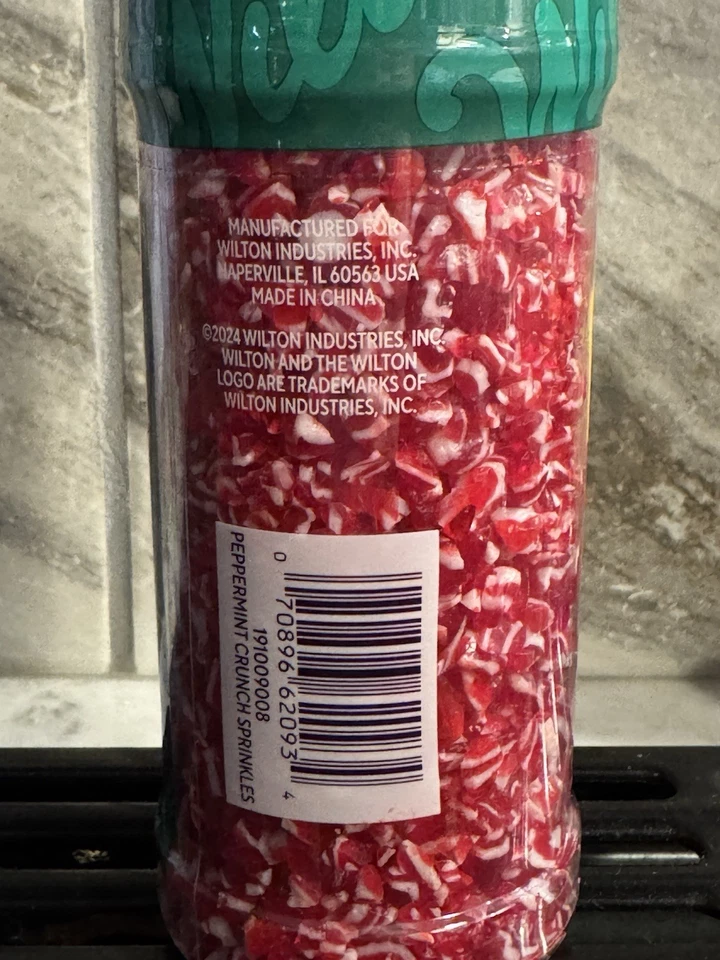 MANUFACTURED FOR
WILTON INDUSTRIES, INC.
NAPERVILLE, IL 60563 USA
MADE IN CHINA
©2024 WILTON INDUSTRIES, INC.
WILTON AND THE WILTON
LOGO ARE TRADEMARKS OF
WILTON INDUSTRIES, INC.
0 70896 62093 4
191009008
PEPPERMINT CRUNCH SPRINKLES